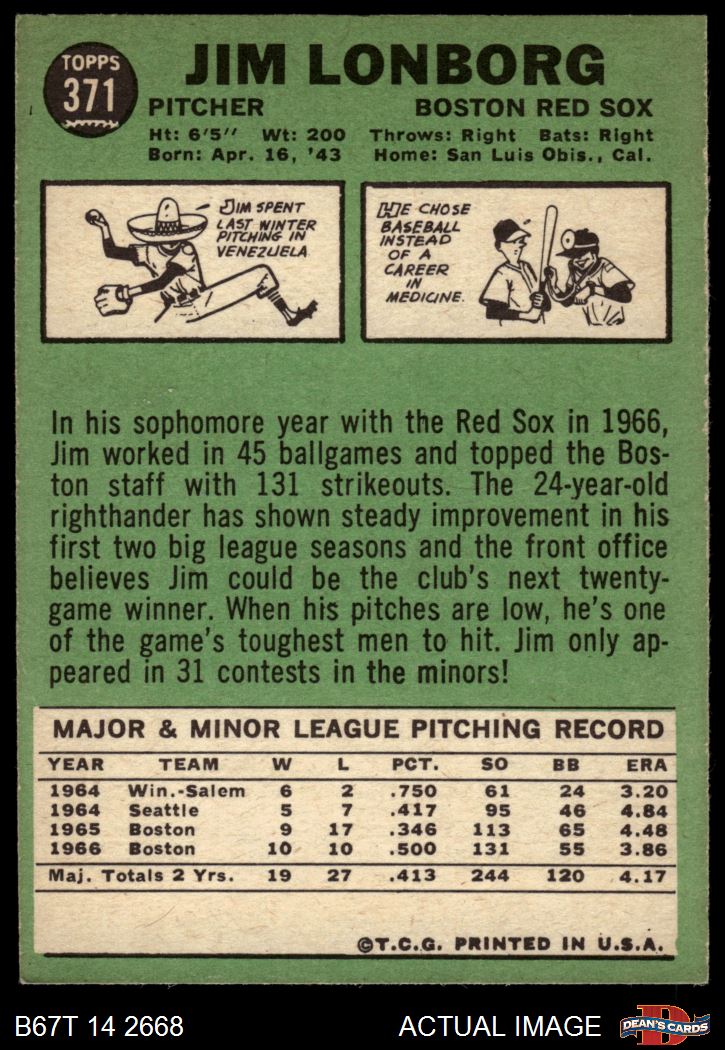 TOPPS
371
JIM LONBORG
PITCHER BOSTON RED SOX
Ht: 6'5" Wt: 200 Throws: Right Bats: Right
Born: Apr. 16, '43 Home: San Luis Obis., Cal.
JIM SPENT
LAST WINTER
PITCHING IN
VENEZUELA
HE CHOSE
BASEBALL
INSTEAD
OF A
CAREER
IN
MEDICINE.
In his sophomore year with the Red Sox in 1966,
Jim worked in 45 ballgames and topped the Bos-
ton staff with 131 strikeouts. The 24-year-old
righthander has shown steady improvement in his
first two big league seasons and the front office
believes Jim could be the club's next twenty-
game winner. When his pitches are low, he's one
of the game's toughest men to hit. Jim only ap-
peared in 31 contests in the minors!
MAJOR & MINOR LEAGUE PITCHING RECORD
YEAR TEAM W L PCT. SO BB ERA
1964 Win.-Salem 6 2 .750 61 24 3.20
1964 Seattle 5 7 .417 95 46 4.84
1965 Boston 9 17 .346 113 65 4.48
1966 Boston 10 10 .500 131 55 3.86
Maj. Totals 2 Yrs. 19 27 .413 244 120 4.17
©T.C.G. PRINTED IN U.S.A.
B67T 14 2668 ACTUAL IMAGE
D
DEAN'S CARDS